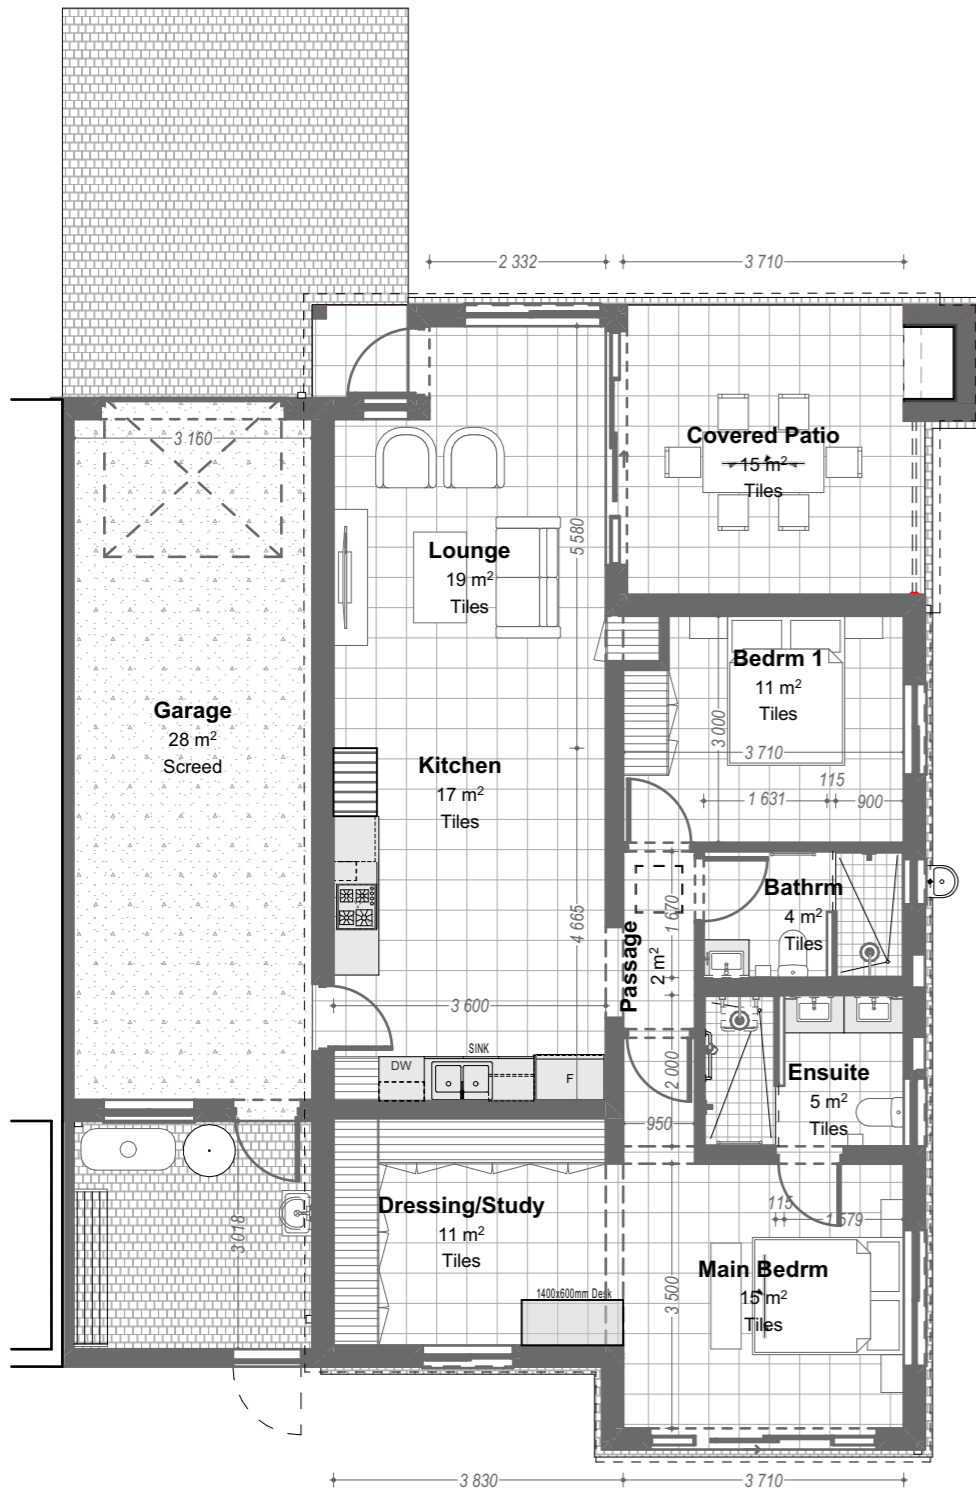 2 332
3 710
3 160
Covered Patio
15 m²
Tiles
5 580
Lounge
19 m²
Tiles
Bedrm 1
11 m²
Tiles
3 000
3 710
115
1 631
900
Garage
28 m²
Screed
Kitchen
17 m²
Tiles
Bathrm
4 m²
Tiles
1 670
4 665
Passage
2 m²
3 600
SINK
DW
F
2 000
950
Ensuite
5 m²
Tiles
115
1 579
Dressing/Study
11 m²
Tiles
3 018
1400x600mm Desk
3 500
Main Bedrm
15 m²
Tiles
3 830
3 710